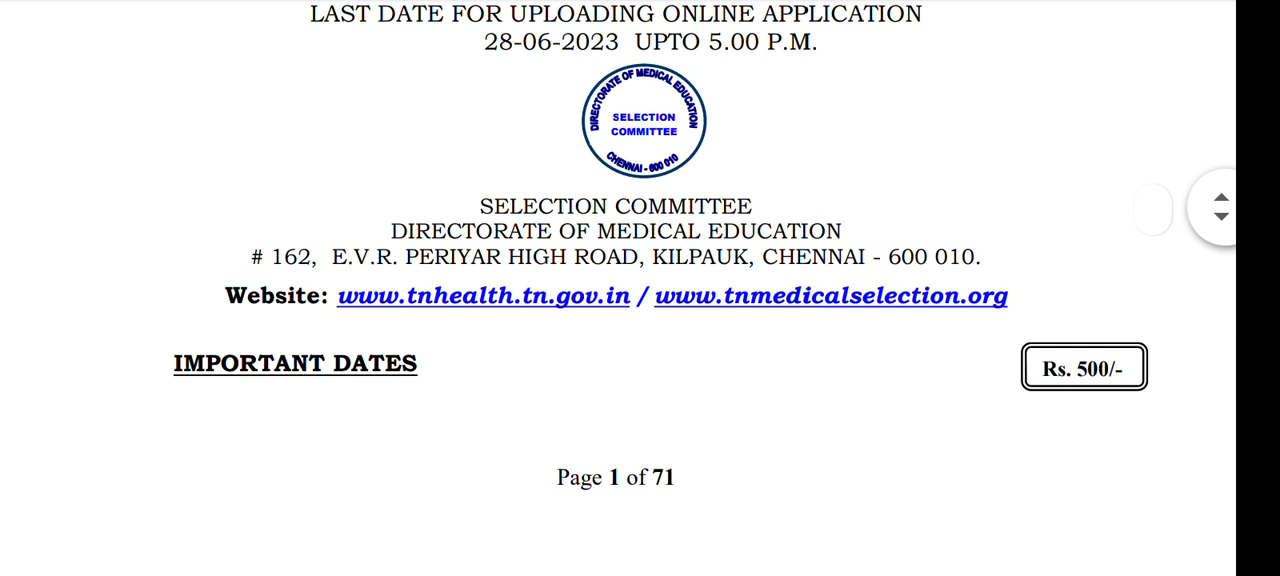 LAST DATE FOR UPLOADING ONLINE APPLICATION
28-06-2023 UPTO 5.00 P.M.
DIRECTORATE OF MEDICAL EDUCATION
SELECTION
COMMITTEE
CHENNAI - 600 010
SELECTION COMMITTEE
DIRECTORATE OF MEDICAL EDUCATION
# 162, E.V.R. PERIYAR HIGH ROAD, KILPAUK, CHENNAI - 600 010.
Website: www.tnhealth.tn.gov.in / www.tnmedicalselection.org
IMPORTANT DATES
Rs. 500/-
Page 1 of 71